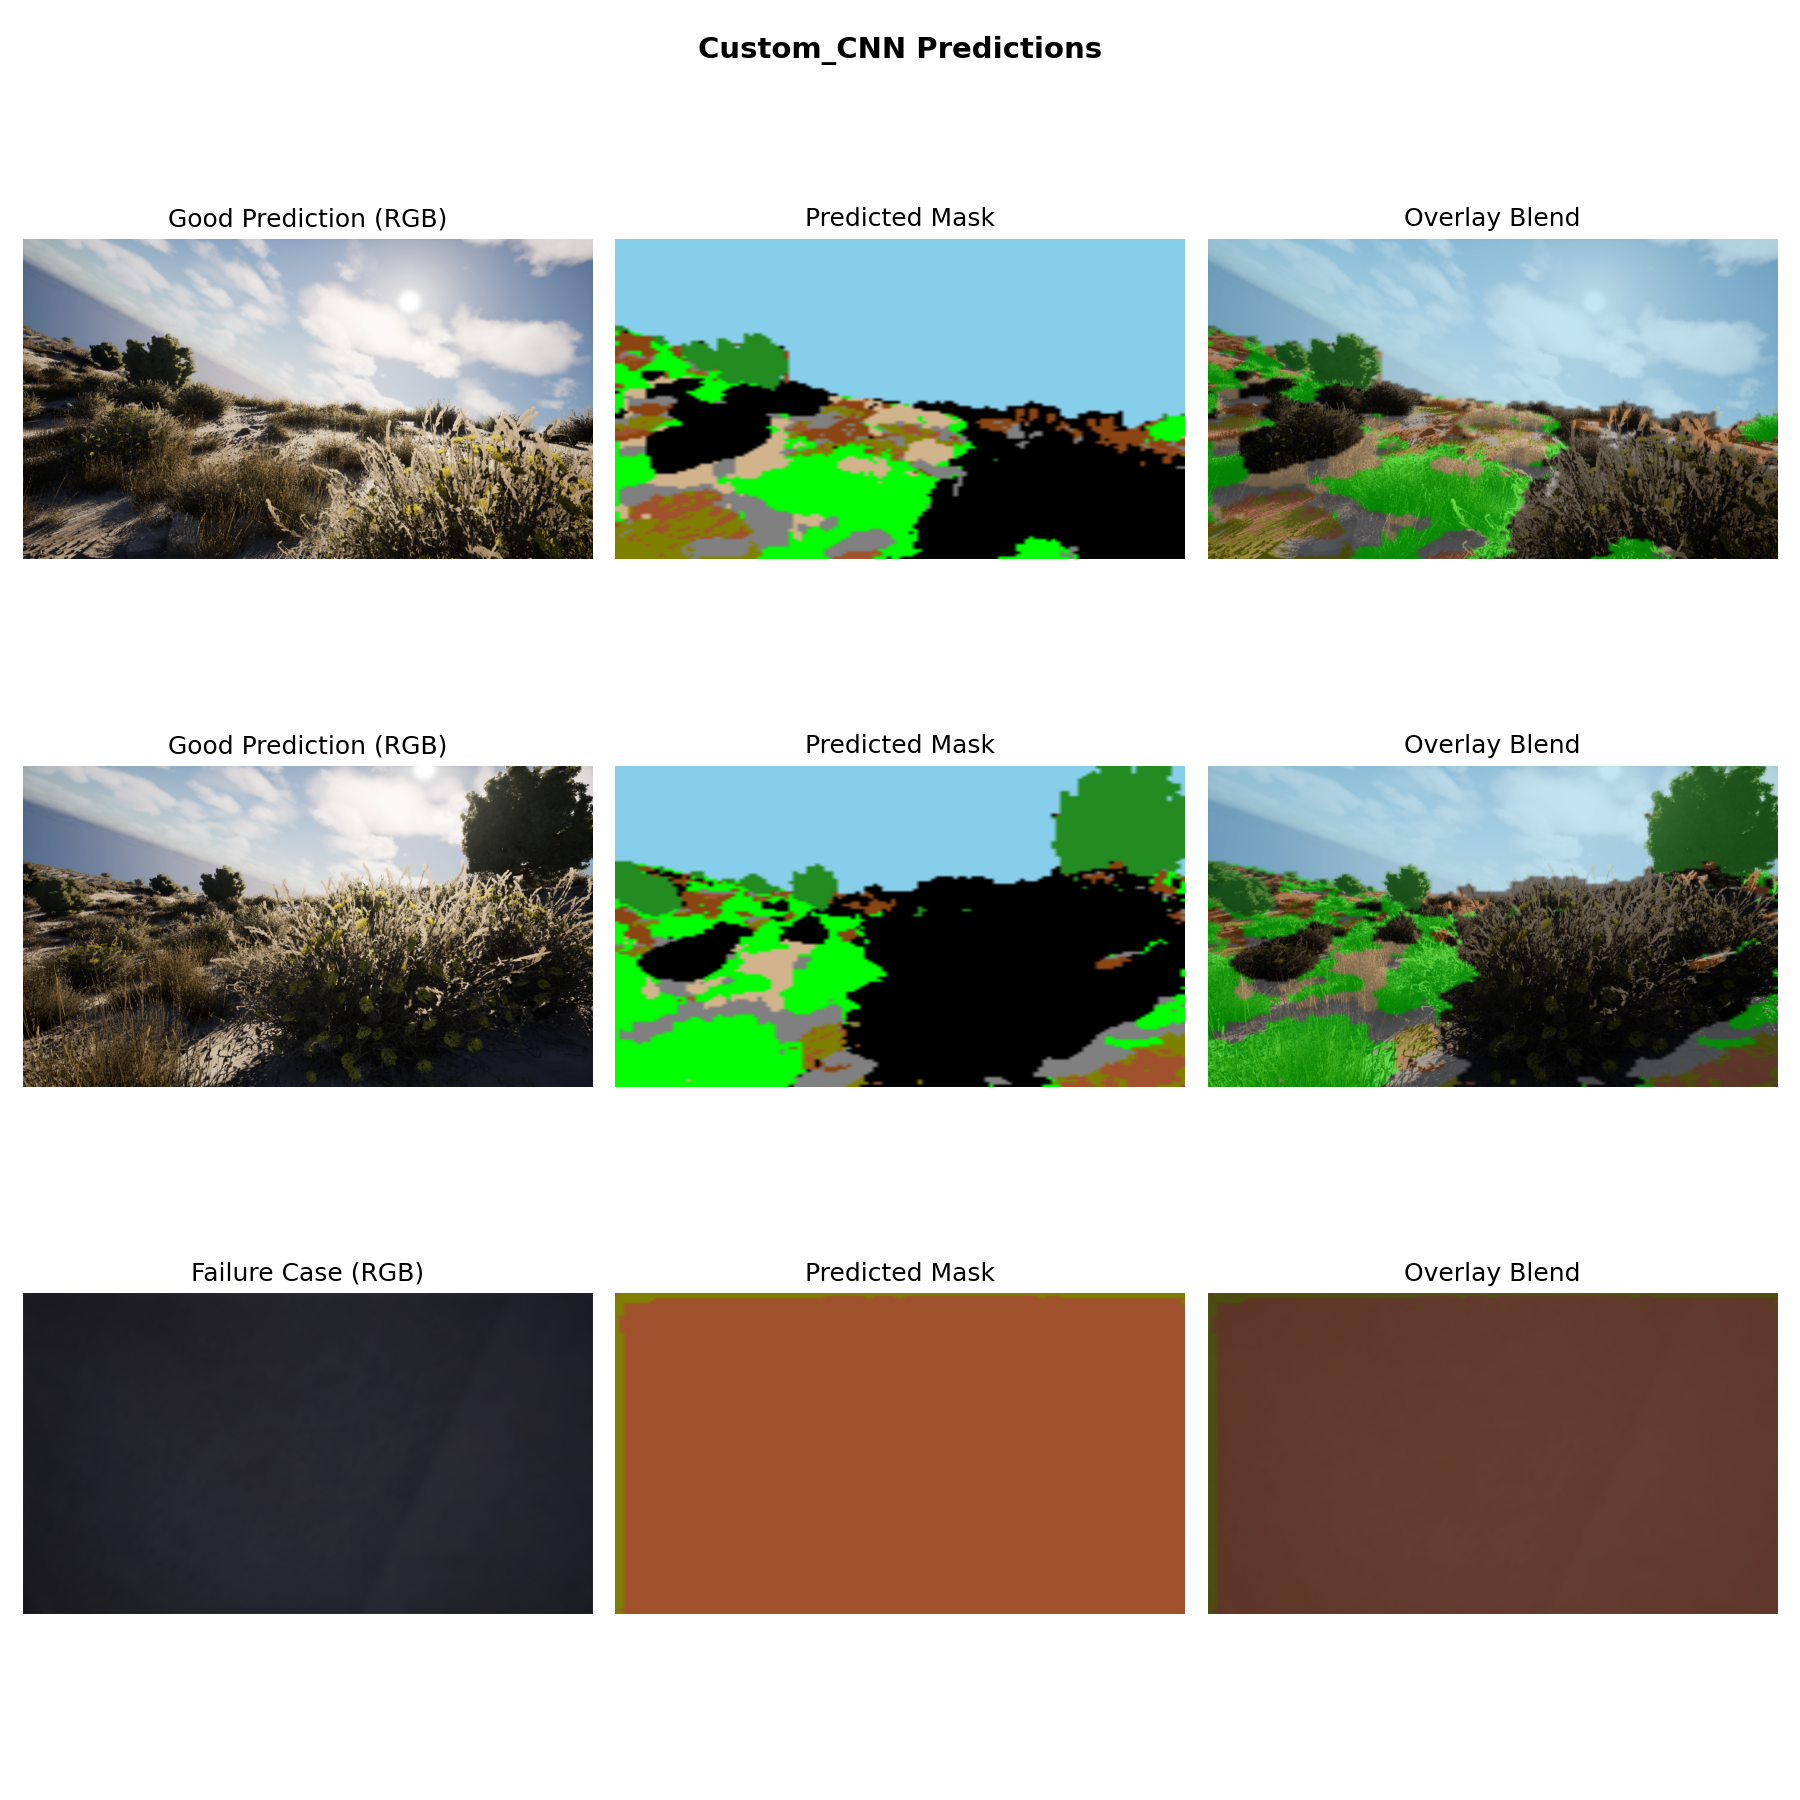 Custom_CNN Predictions
Good Prediction (RGB)
Predicted Mask
Overlay Blend
Good Prediction (RGB)
Predicted Mask
Overlay Blend
Failure Case (RGB)
Predicted Mask
Overlay Blend